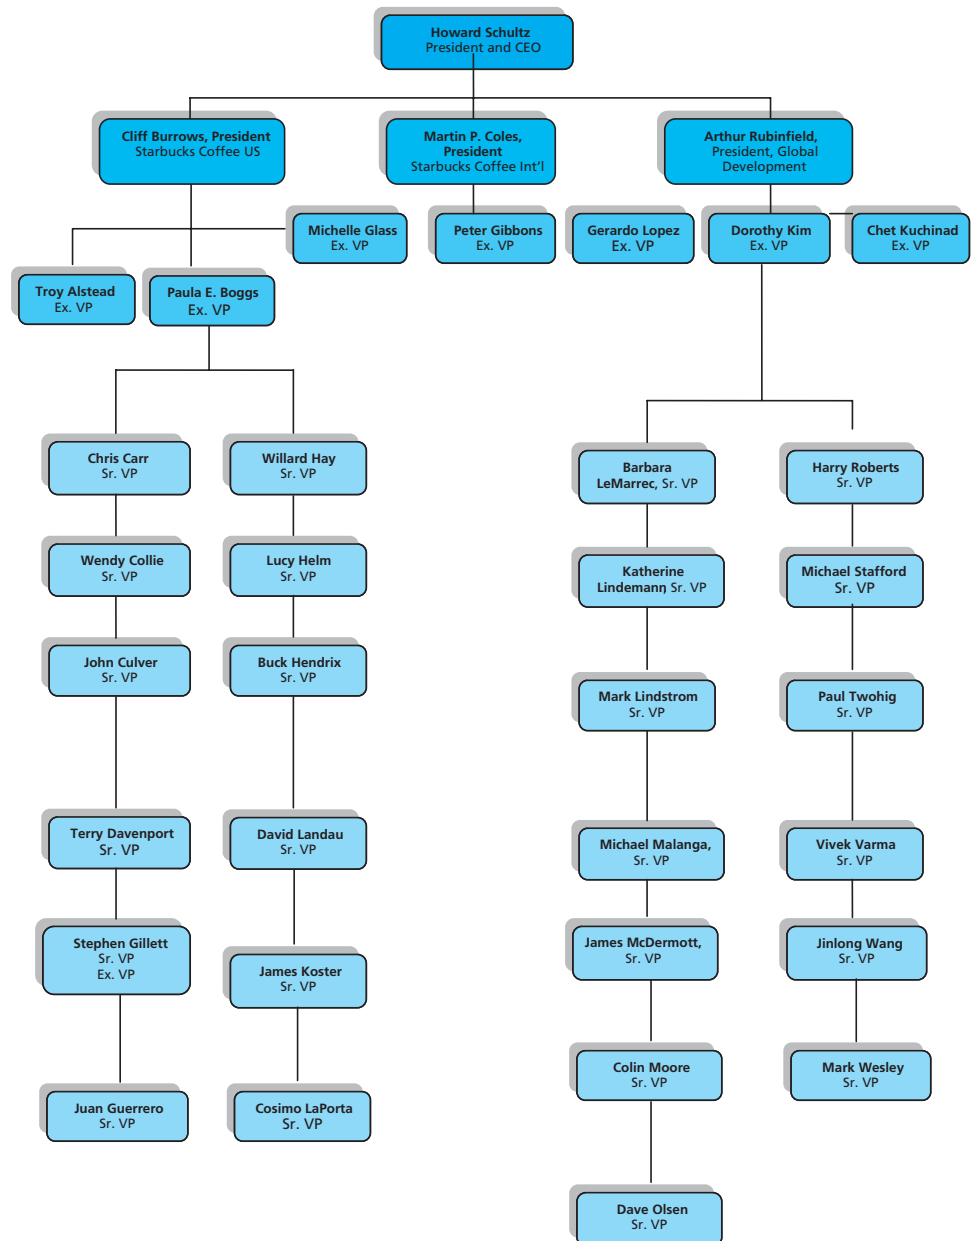 Howard Schultz
President and CEO
Cliff Burrows, President
Starbucks Coffee US
Martin P. Coles,
President
Starbucks Coffee Int'l
Arthur Rubinfield,
President, Global
Development
Michelle Glass
Ex. VP
Peter Gibbons
Ex. VP
Gerardo Lopez
Ex. VP
Dorothy Kim
Ex. VP
Chet Kuchinad
Ex. VP
Troy Alstead
Ex. VP
Paula E. Boggs
Ex. VP
Chris Carr
Sr. VP
Willard Hay
Sr. VP
Barbara
LeMarrec, Sr. VP
Harry Roberts
Sr. VP
Wendy Collie
Sr. VP
Lucy Helm
Sr. VP
Katherine
Lindemann, Sr. VP
Michael Stafford
Sr. VP
John Culver
Sr. VP
Buck Hendrix
Sr. VP
Mark Lindstrom
Sr. VP
Paul Twohig
Sr. VP
Terry Davenport
Sr. VP
David Landau
Sr. VP
Michael Malanga,
Sr. VP
Vivek Varma
Sr. VP
Stephen Gillett
Sr. VP
Ex. VP
James Koster
Sr. VP
James McDermott,
Sr. VP
Jinlong Wang
Sr. VP
Colin Moore
Sr. VP
Mark Wesley
Sr. VP
Juan Guerrero
Sr. VP
Cosimo LaPorta
Sr. VP
Dave Olsen
Sr. VP